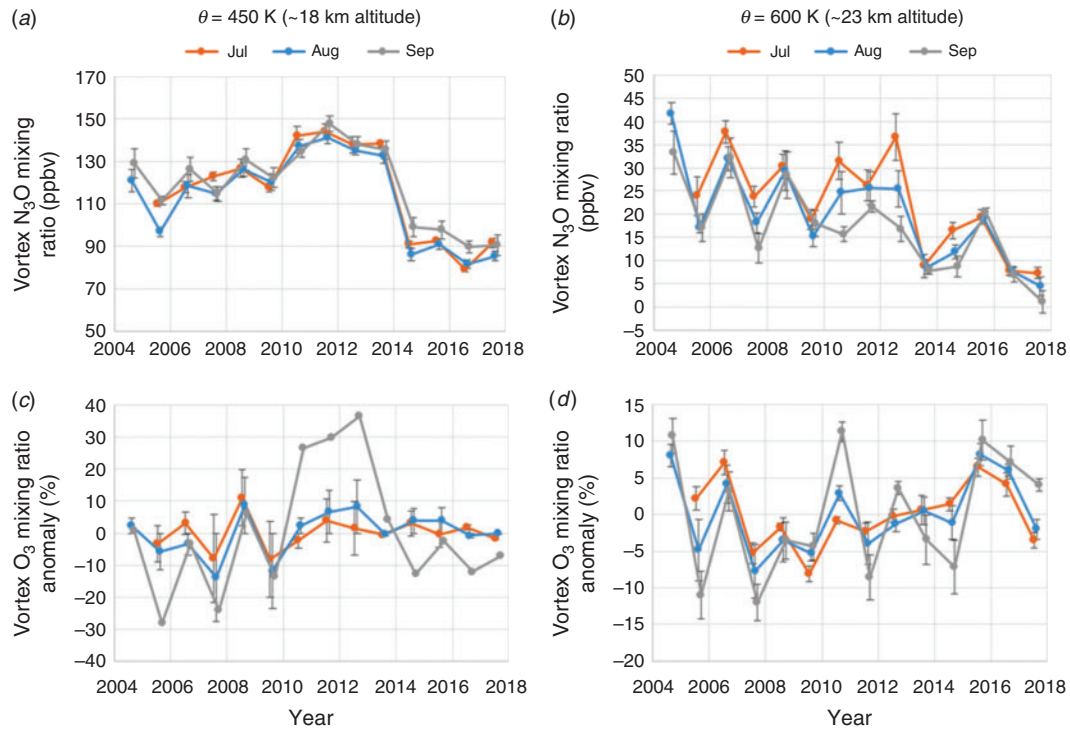 (a) θ = 450 K (~18 km altitude)
Jul Aug Sep
Vortex N3O mixing
ratio (ppbv)
170
150
130
110
90
70
50
2004 2006 2008 2010 2012 2014 2016 2018
(b) θ = 600 K (~23 km altitude)
Jul Aug Sep
Vortex N3O mixing ratio
(ppbv)
50
45
40
35
30
25
20
15
10
5
0
–5
2004 2006 2008 2010 2012 2014 2016 2018
(c)
Vortex O3 mixing ratio
anomaly (%)
40
30
20
10
0
–10
–20
–30
–40
2004 2006 2008 2010 2012 2014 2016 2018
Year
(d)
Vortex O3 mixing ratio
anomaly (%)
15
10
5
0
–5
–10
–15
–20
2004 2006 2008 2010 2012 2014 2016 2018
Year